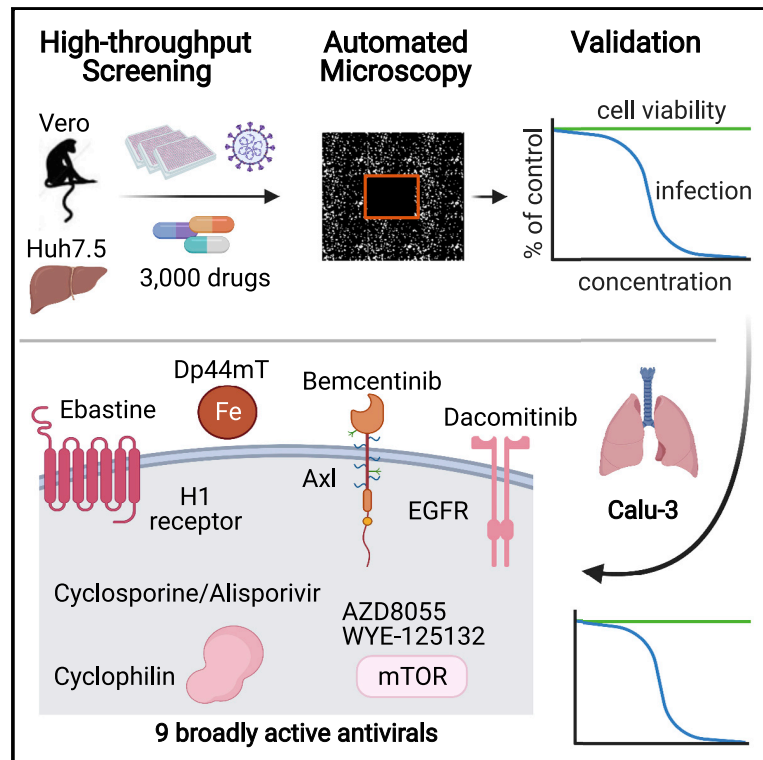 High-throughput
Screening
Automated
Microscopy
Validation
Vero
Huh7.5
3,000 drugs
% of control
cell viability
infection
concentration
Dp44mT
Fe
Ebastine
H1
receptor
Bemcentinib
Axl
Dacomitinib
EGFR
Calu-3
Cyclosporine/Alisporivir
Cyclophilin
AZD8055
WYE-125132
mTOR
9 broadly active antivirals